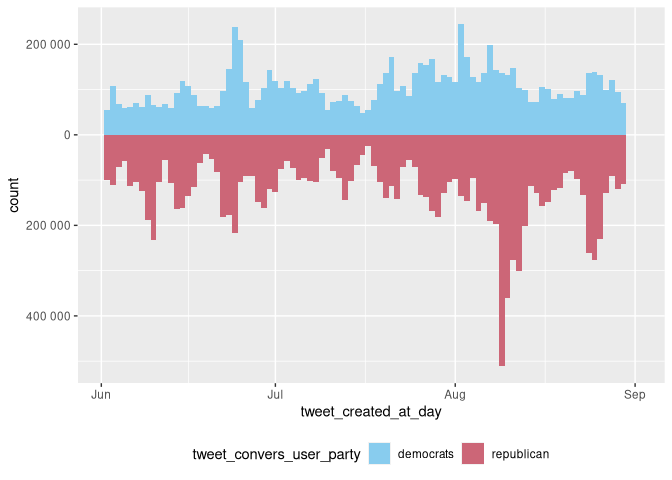 200 000
0
200 000
400 000
count
Jun Jul Aug Sep
tweet_created_at_day
tweet_convers_user_party democrats republican